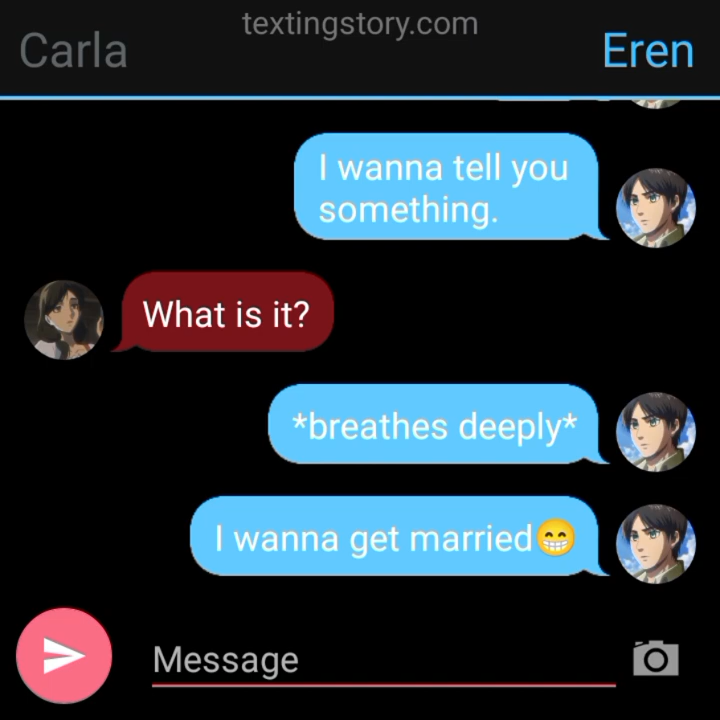 textingstory.com
Carla
Eren
I wanna tell you
something.
What is it?
*breathes deeply*
I wanna get married😁
Message